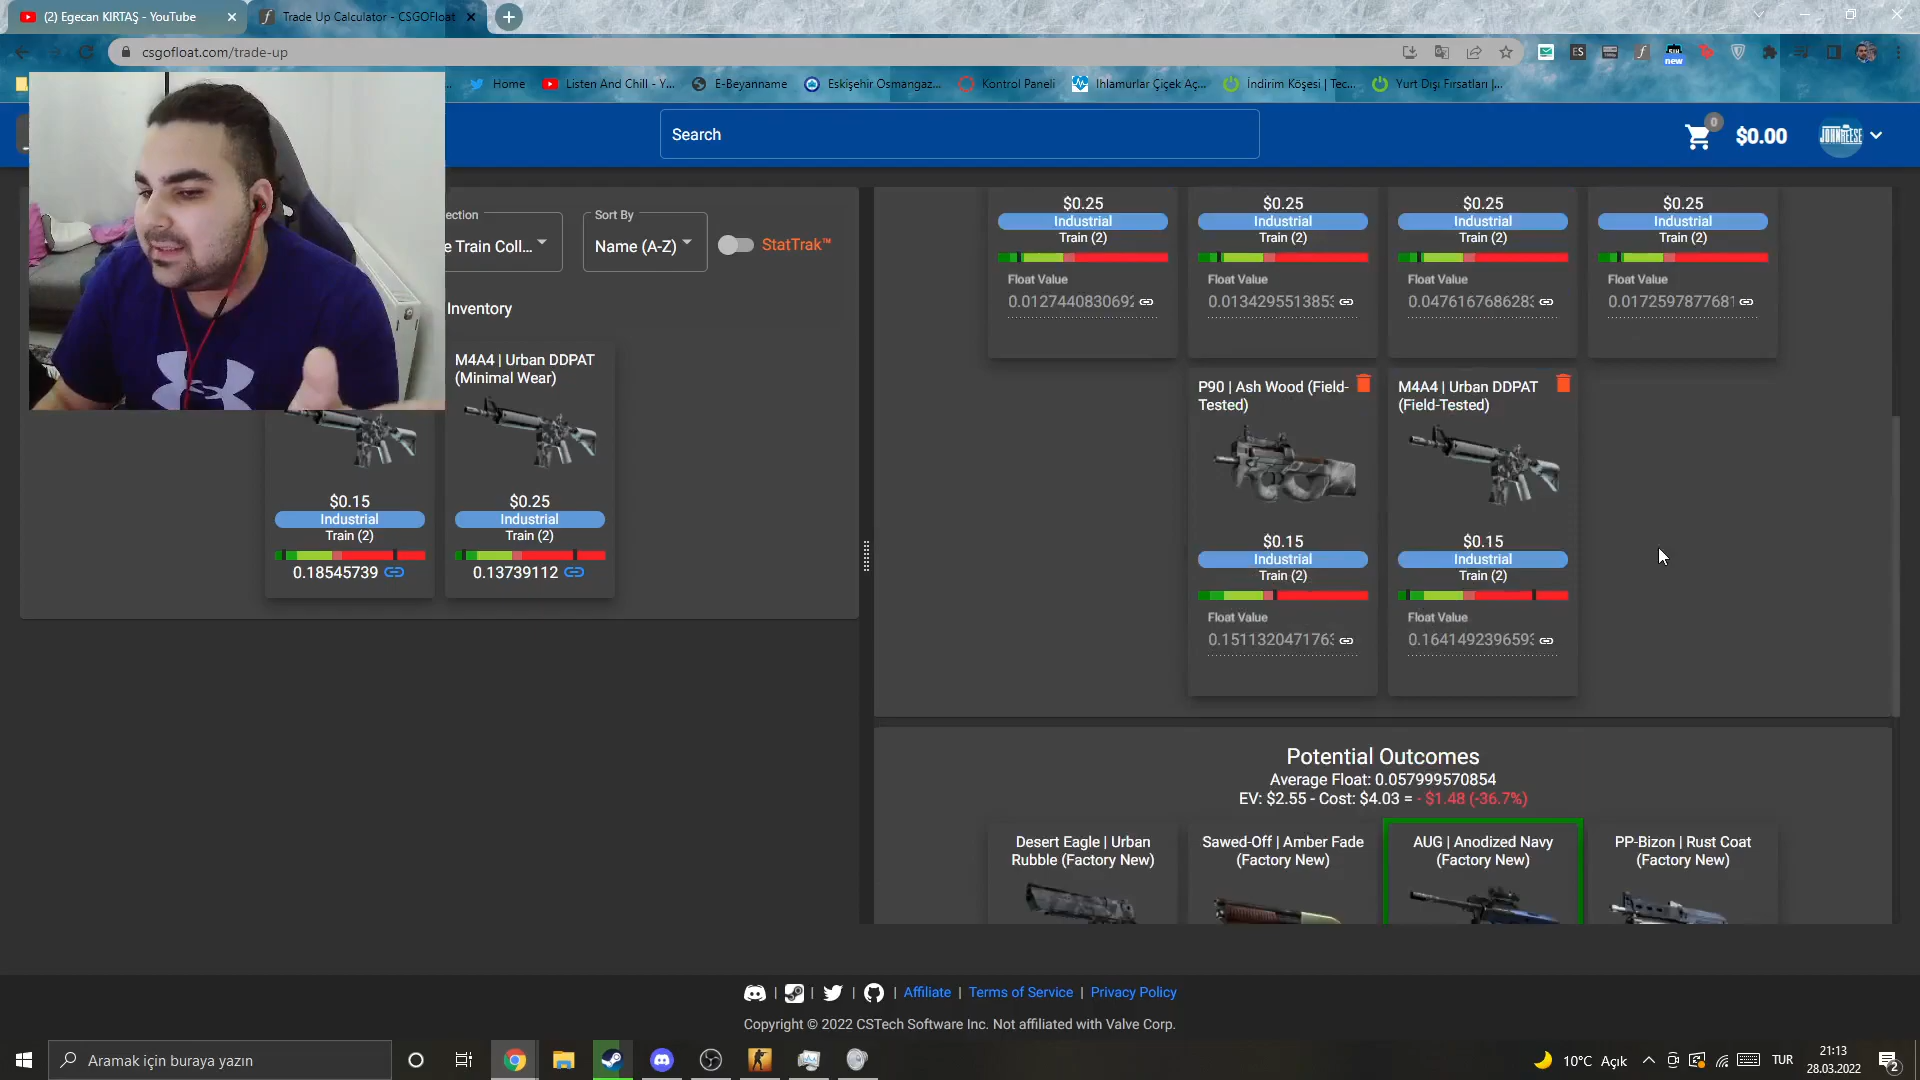 (2) Egecan KIRTAŞ - YouTube
Trade Up Calculator - CSGOFloat
csgofloat.com/trade-up
ES
new
Home
Listen And Chill - Y...
E-Beyanname
Eskişehir Osmangaz...
Kontrol Paneli
Ihlamurlar Çiçek Aç...
İndirim Köşesi | Tec...
Yurt Dışı Fırsatları |...
Search
0
$0.00
JOHNREESE
ection
e Train Coll...
Sort By
Name (A-Z)
StatTrak™
Inventory
M4A4 | Urban DDPAT
(Minimal Wear)
$0.15
Industrial
Train (2)
0.18545739
$0.25
Industrial
Train (2)
0.13739112
$0.25
Industrial
Train (2)
Float Value
0.0127440830692
$0.25
Industrial
Train (2)
Float Value
0.013429551385
$0.25
Industrial
Train (2)
Float Value
0.047616768628
$0.25
Industrial
Train (2)
Float Value
0.0172597877681
P90 | Ash Wood (Field-
Tested)
$0.15
Industrial
Train (2)
Float Value
0.151132047176
M4A4 | Urban DDPAT
(Field-Tested)
$0.15
Industrial
Train (2)
Float Value
0.164149239659
Potential Outcomes
Average Float: 0.057999570854
EV: $2.55 - Cost: $4.03 = - $1.48 (-36.7%)
Desert Eagle | Urban
Rubble (Factory New)
Sawed-Off | Amber Fade
(Factory New)
AUG | Anodized Navy
(Factory New)
PP-Bizon | Rust Coat
(Factory New)
| | | | Affiliate | Terms of Service | Privacy Policy
Copyright © 2022 CSTech Software Inc. Not affiliated with Valve Corp.
Aramak için buraya yazın
10°C Açık
TUR
21:13
28.03.2022
2